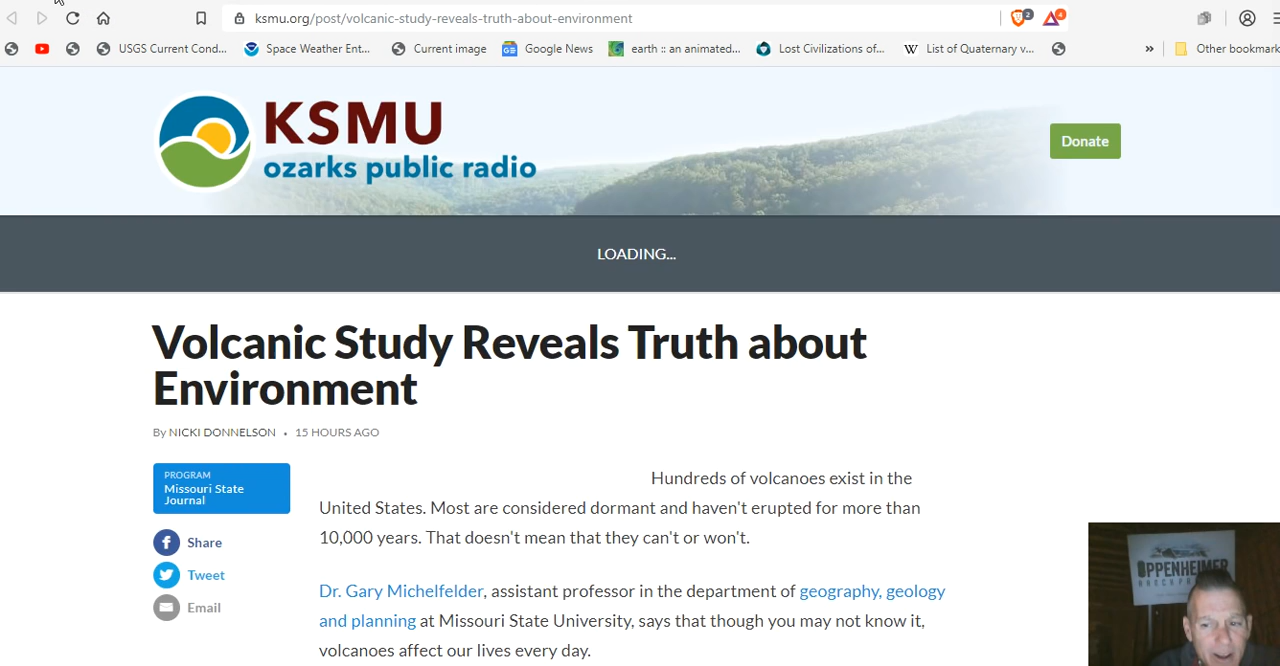 ksmu.org/post/volcanic-study-reveals-truth-about-environment
2
4
USGS Current Cond...
Space Weather Ent...
Current image
Google News
earth :: an animated...
Lost Civilizations of...
W
List of Quaternary v...
»
Other bookmark
KSMU
ozarks public radio
Donate
LOADING...
Volcanic Study Reveals Truth about
Environment
By NICKI DONNELSON • 15 HOURS AGO
PROGRAM
Missouri State
Journal
Share
Tweet
Email
Hundreds of volcanoes exist in the
United States. Most are considered dormant and haven't erupted for more than
10,000 years. That doesn't mean that they can't or won't.
Dr. Gary Michelfelder, assistant professor in the department of geography, geology
and planning at Missouri State University, says that though you may not know it,
volcanoes affect our lives every day.
OPPENHEIMER